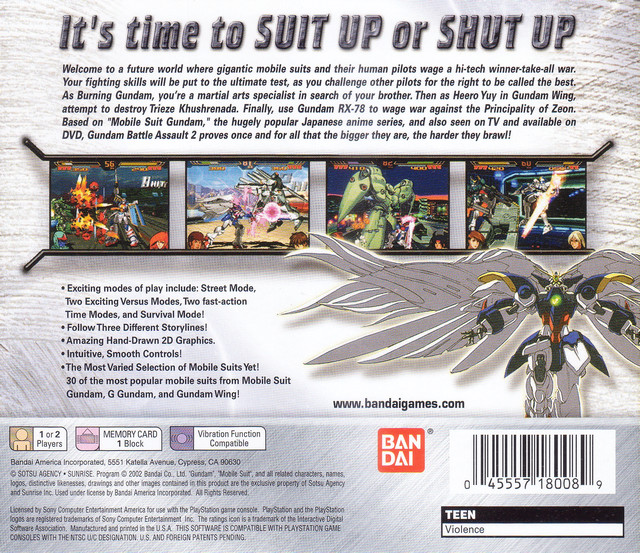 It's time to SUIT UP or SHUT UP
Welcome to a future world where gigantic mobile suits and their human pilots wage a hi-tech winner-take-all war.
Your fighting skills will be put to the ultimate test, as you challenge other pilots for the right to be called the best.
As Burning Gundam, you're a martial arts specialist in search of your brother. Then as Heero Yuy in Gundam Wing,
attempt to destroy Trieze Khushrenada. Finally, use Gundam RX-78 to wage war against the Principality of Zeon.
Based on "Mobile Suit Gundam," the hugely popular Japanese anime series, and also seen on TV and available on
DVD, Gundam Battle Assault 2 proves once and for all that the bigger they are, the harder they brawl!
• Exciting modes of play include: Street Mode,
Two Exciting Versus Modes, Two fast-action
Time Modes, and Survival Mode!
• Follow Three Different Storylines!
• Amazing Hand-Drawn 2D Graphics.
• Intuitive, Smooth Controls!
• The Most Varied Selection of Mobile Suits Yet!
30 of the most popular mobile suits from Mobile Suit
Gundam, G Gundam, and Gundam Wing!
www.bandaigames.com
1 or 2
Players
MEMORY CARD
1 Block
Vibration Function
Compatible
BAN
DAI
®
Bandai America Incorporated, 5551 Katella Avenue, Cypress, CA 90630
© SOTSU AGENCY • SUNRISE. Program © 2002 Bandai Co., Ltd. "Gundam", "Mobile Suit", and all related characters, names,
logos, distinctive likenesses, drawings and other images contained in this product are the exclusive property of Sotsu Agency
and Sunrise Inc. Used under license by Bandai America Incorporated. All Rights Reserved.
Licensed by Sony Computer Entertainment America for use with the PlayStation game console. PlayStation and the PlayStation
logos are registered trademarks of Sony Computer Entertainment Inc. The ratings icon is a trademark of the Interactive Digital
Software Association. Manufactured and printed in the U.S.A. THIS SOFTWARE IS COMPATIBLE WITH PLAYSTATION GAME
CONSOLES WITH THE NTSC U/C DESIGNATION. U.S. AND FOREIGN PATENTS PENDING.
0 45557 18008 9
TEEN
Violence